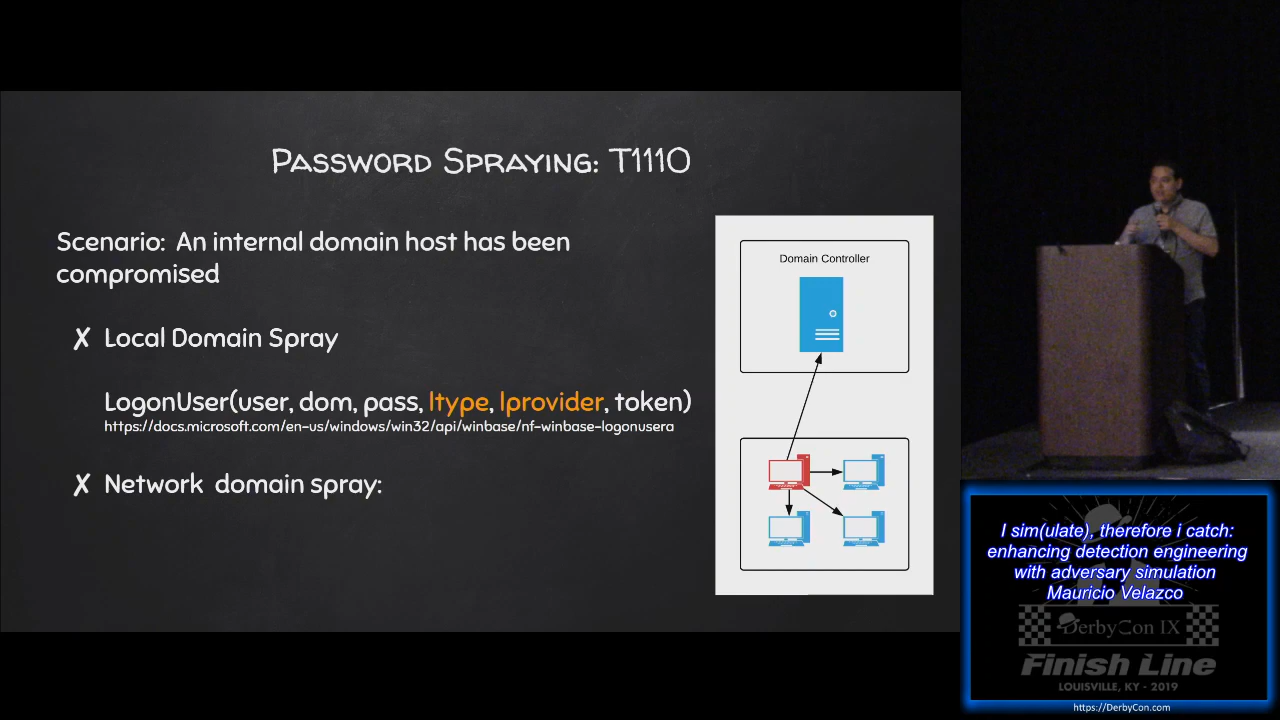 Password Spraying: T1110
Scenario: An internal domain host has been
compromised
✗ Local Domain Spray
LogonUser(user, dom, pass, ltype, lprovider, token)
https://docs.microsoft.com/en-us/windows/win32/api/winbase/nf-winbase-logonusera
✗ Network domain spray:
Domain Controller
I sim(ulate), therefore i catch:
enhancing detection engineering
with adversary simulation
Mauricio Velazco
DerbyCon IX
Finish Line
LOUISVILLE, KY - 2019
https://DerbyCon.com